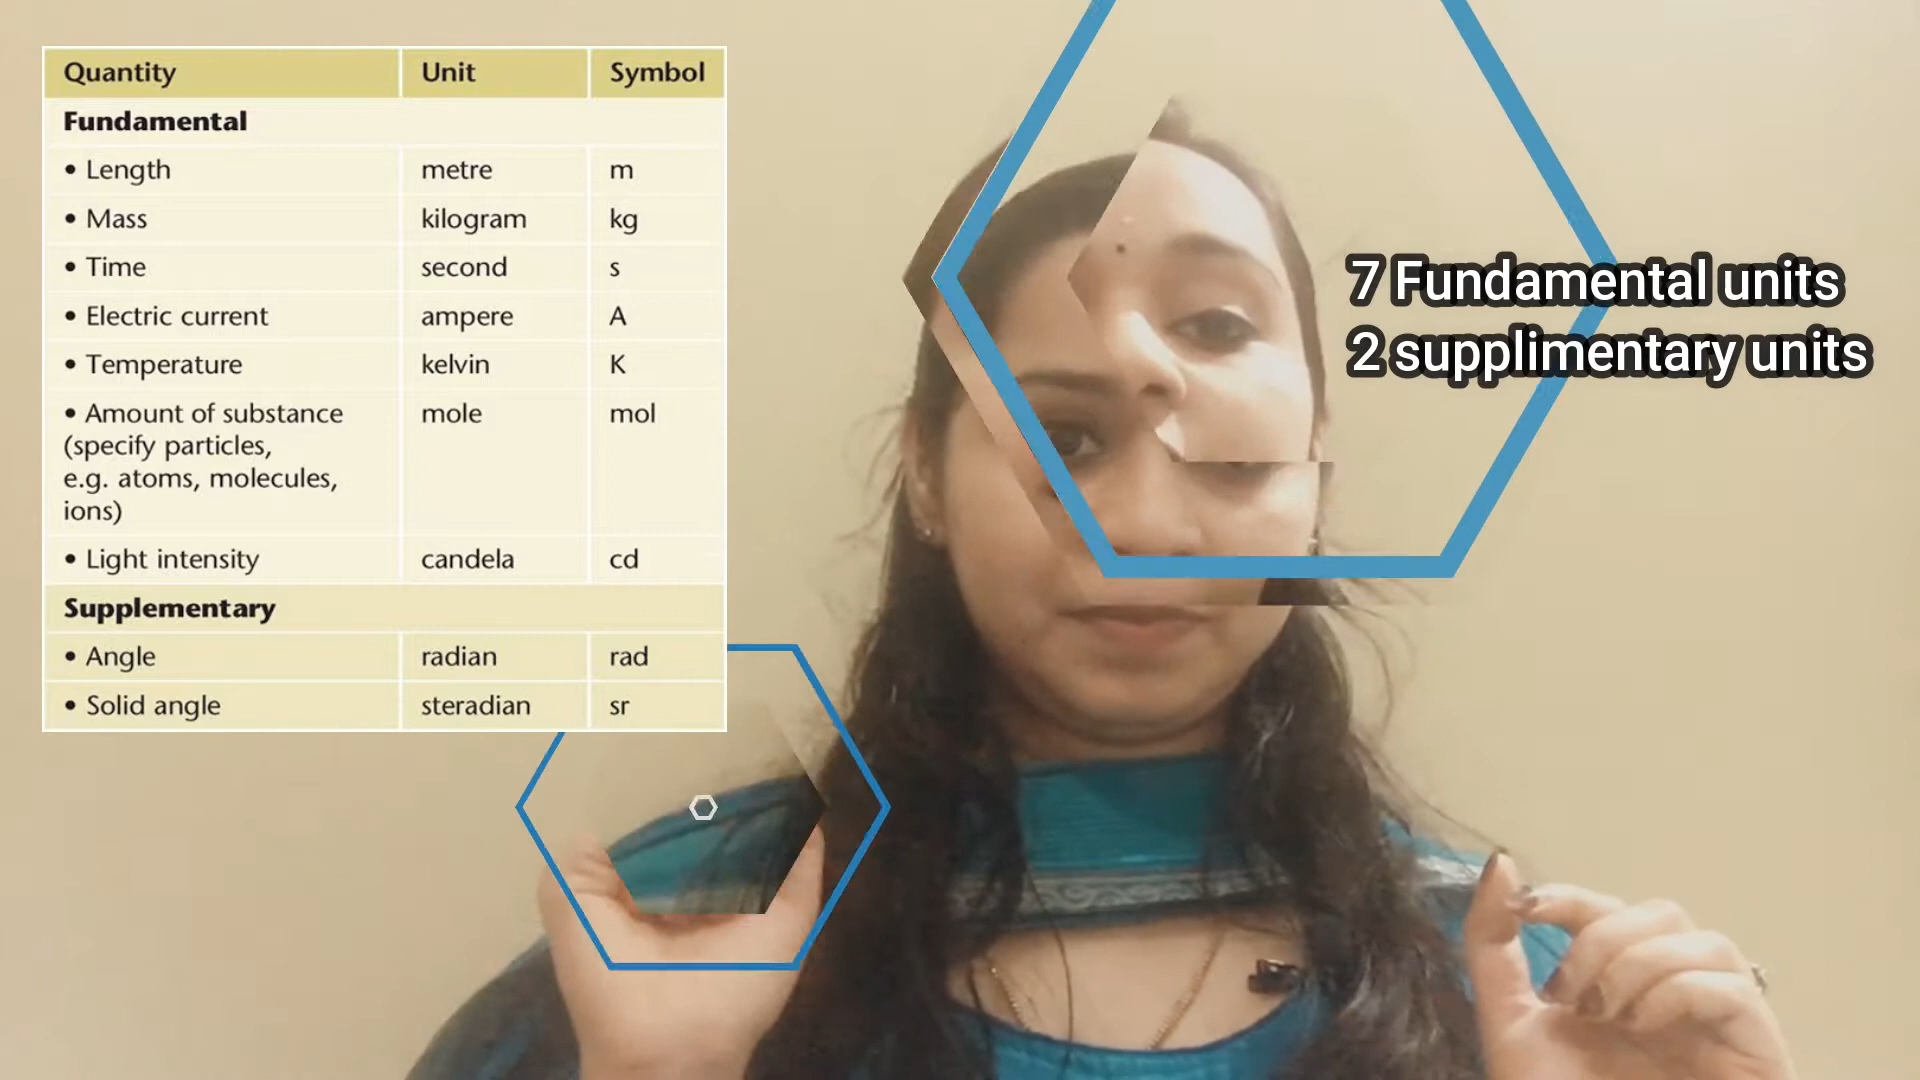 Quantity Unit Symbol
Fundamental
• Length metre m
• Mass kilogram kg
• Time second s
• Electric current ampere A
• Temperature kelvin K
• Amount of substance mole mol
(specify particles,
e.g. atoms, molecules,
ions)
• Light intensity candela cd
Supplementary
• Angle radian rad
• Solid angle steradian sr
7 Fundamental units
2 supplimentary units